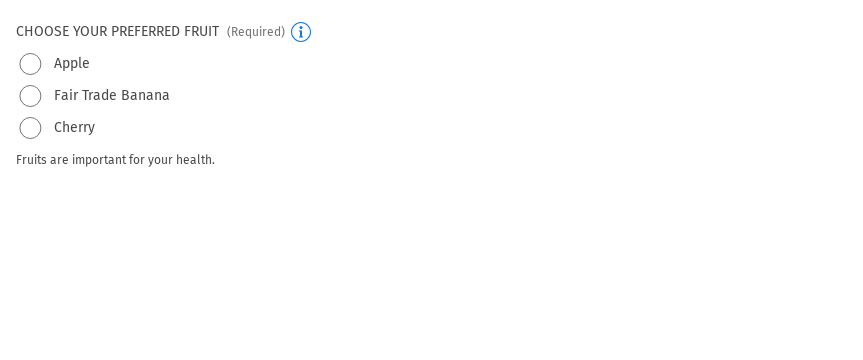 CHOOSE YOUR PREFERRED FRUIT (Required)
Apple
Fair Trade Banana
Cherry
Fruits are important for your health.